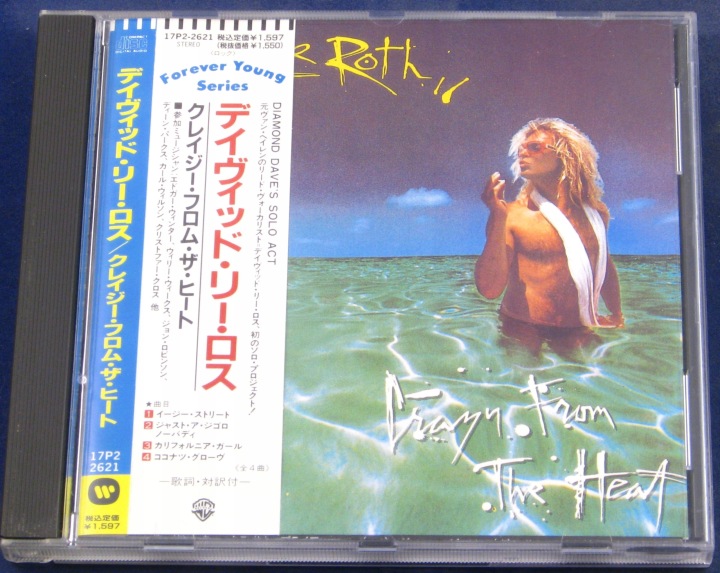 COMPACT
disc
DIGITAL AUDIO
デイヴィッド・リー・ロス/クレイジー・フロム・ザ・ヒート
17P2
2621
税込定価
¥1,597
17P2-2621 税込定価¥1,597
STEREO (税抜価格¥1,550)
(ロック)
Forever Young
Series
DIAMOND DAVE'S SOLO ACT
元ヴァン・ヘイレンのリード・ヴォーカリスト、デイヴィッド・リー・ロス、初のソロ・プロジェクト!
デイヴィッド・リー・ロス
クレイジー・フロム・ザ・ヒート
■参加ミュージシャン エドガー・ウィンター、ウィリー・ウィークス、ジョン・ロビンソン、
ディーン・パークス、カール・ウィルソン、クリストファー・クロス 他
★曲目
1 イージー・ストリート
2 ジャスト・ア・ジゴロ
ノーバディ
3 カリフォルニア・ガール
4 ココナツ・グローヴ
(全4曲)
—歌詞・対訳付—
Roth
Crazy From
The Heat